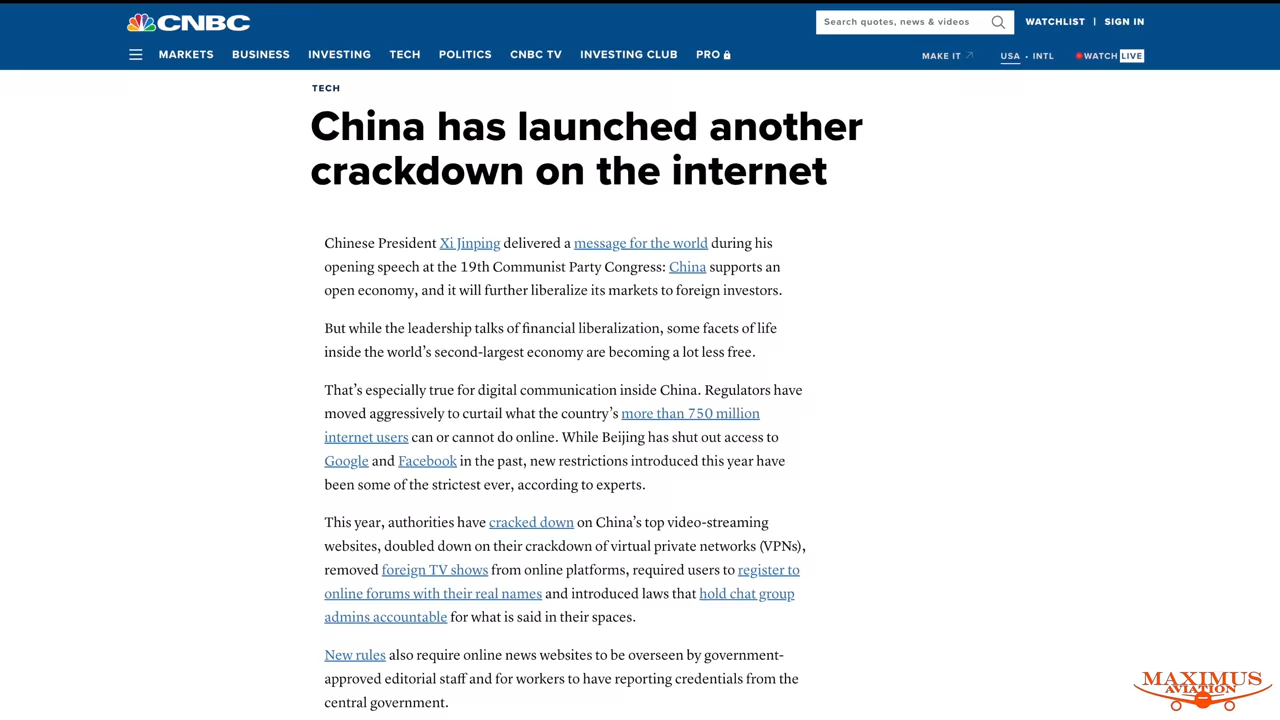 CNBC
Search quotes, news & videos
WATCHLIST | SIGN IN
MARKETS BUSINESS INVESTING TECH POLITICS CNBC TV INVESTING CLUB PRO
MAKE IT USA · INTL WATCH LIVE
TECH
China has launched another
crackdown on the internet
Chinese President Xi Jinping delivered a message for the world during his
opening speech at the 19th Communist Party Congress: China supports an
open economy, and it will further liberalize its markets to foreign investors.
But while the leadership talks of financial liberalization, some facets of life
inside the world's second-largest economy are becoming a lot less free.
That's especially true for digital communication inside China. Regulators have
moved aggressively to curtail what the country's more than 750 million
internet users can or cannot do online. While Beijing has shut out access to
Google and Facebook in the past, new restrictions introduced this year have
been some of the strictest ever, according to experts.
This year, authorities have cracked down on China's top video-streaming
websites, doubled down on their crackdown of virtual private networks (VPNs),
removed foreign TV shows from online platforms, required users to register to
online forums with their real names and introduced laws that hold chat group
admins accountable for what is said in their spaces.
New rules also require online news websites to be overseen by government-
approved editorial staff and for workers to have reporting credentials from the
central government.
MAXIMUS
AVIATION